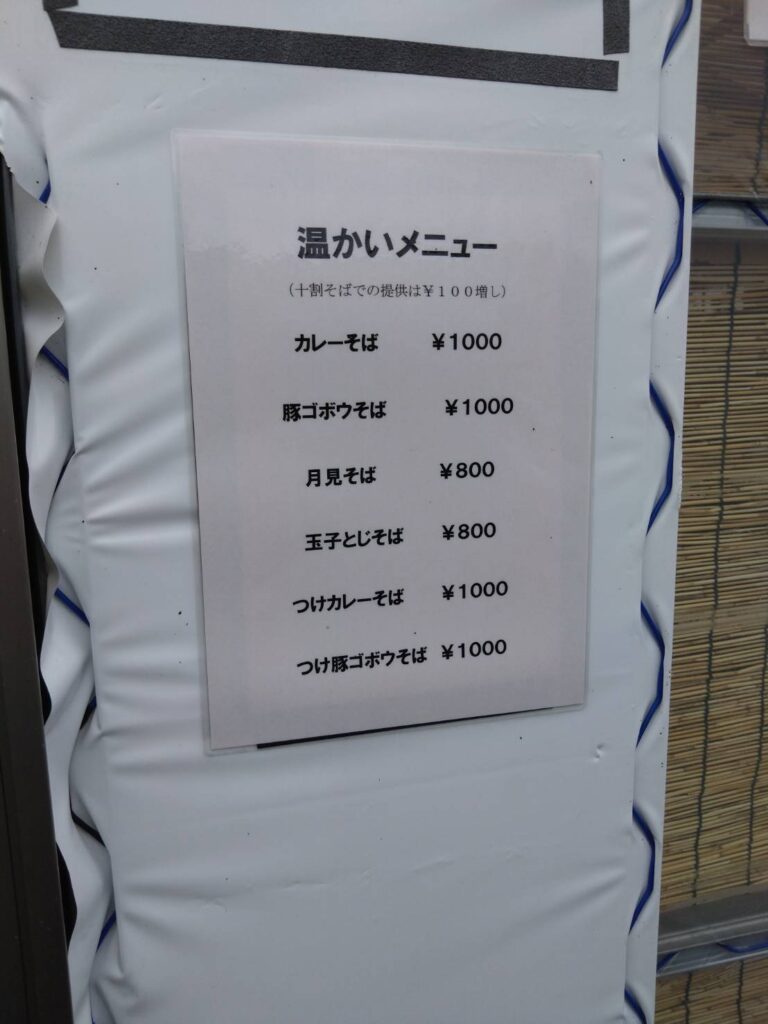 温かいメニュー
(十割そばでの提供は￥１００増し)
カレーそば ￥1000
豚ゴボウそば ￥1000
月見そば ￥800
玉子とじそば ￥800
つけカレーそば ￥1000
つけ豚ゴボウそば ￥1000